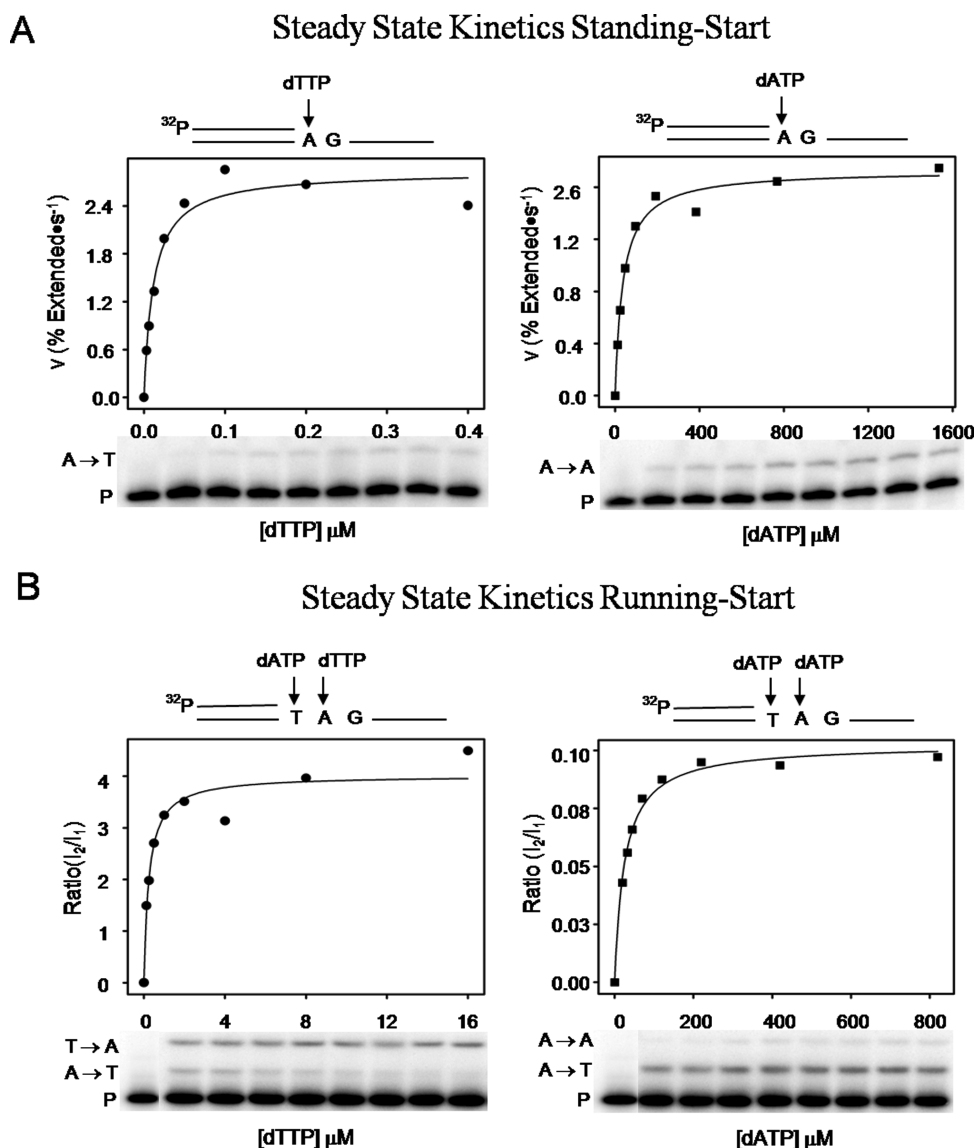 A
Steady State Kinetics Standing-Start
dTTP
32P
A G
V (% Extended•s-1)
2.4
1.8
1.2
0.6
0.0
0.0 0.1 0.2 0.3 0.4
A→T
P
[dTTP] μM
dATP
32P
A G
V (% Extended•s-1)
2.6
1.2
0.8
0.4
0.0
0 400 800 1200 1600
A→A
P
[dATP] μM
B
Steady State Kinetics Running-Start
dATP dTTP
32P
T A G
Ratio(I2/I1)
4
3
2
1
0
0 4 8 12 16
T→A
A→T
P
[dTTP] μM
dATP dATP
32P
T A G
Ratio (I2/I1)
0.10
0.08
0.05
0.03
0.00
0 200 400 600 800
A→A
A→T
P
[dATP] μM